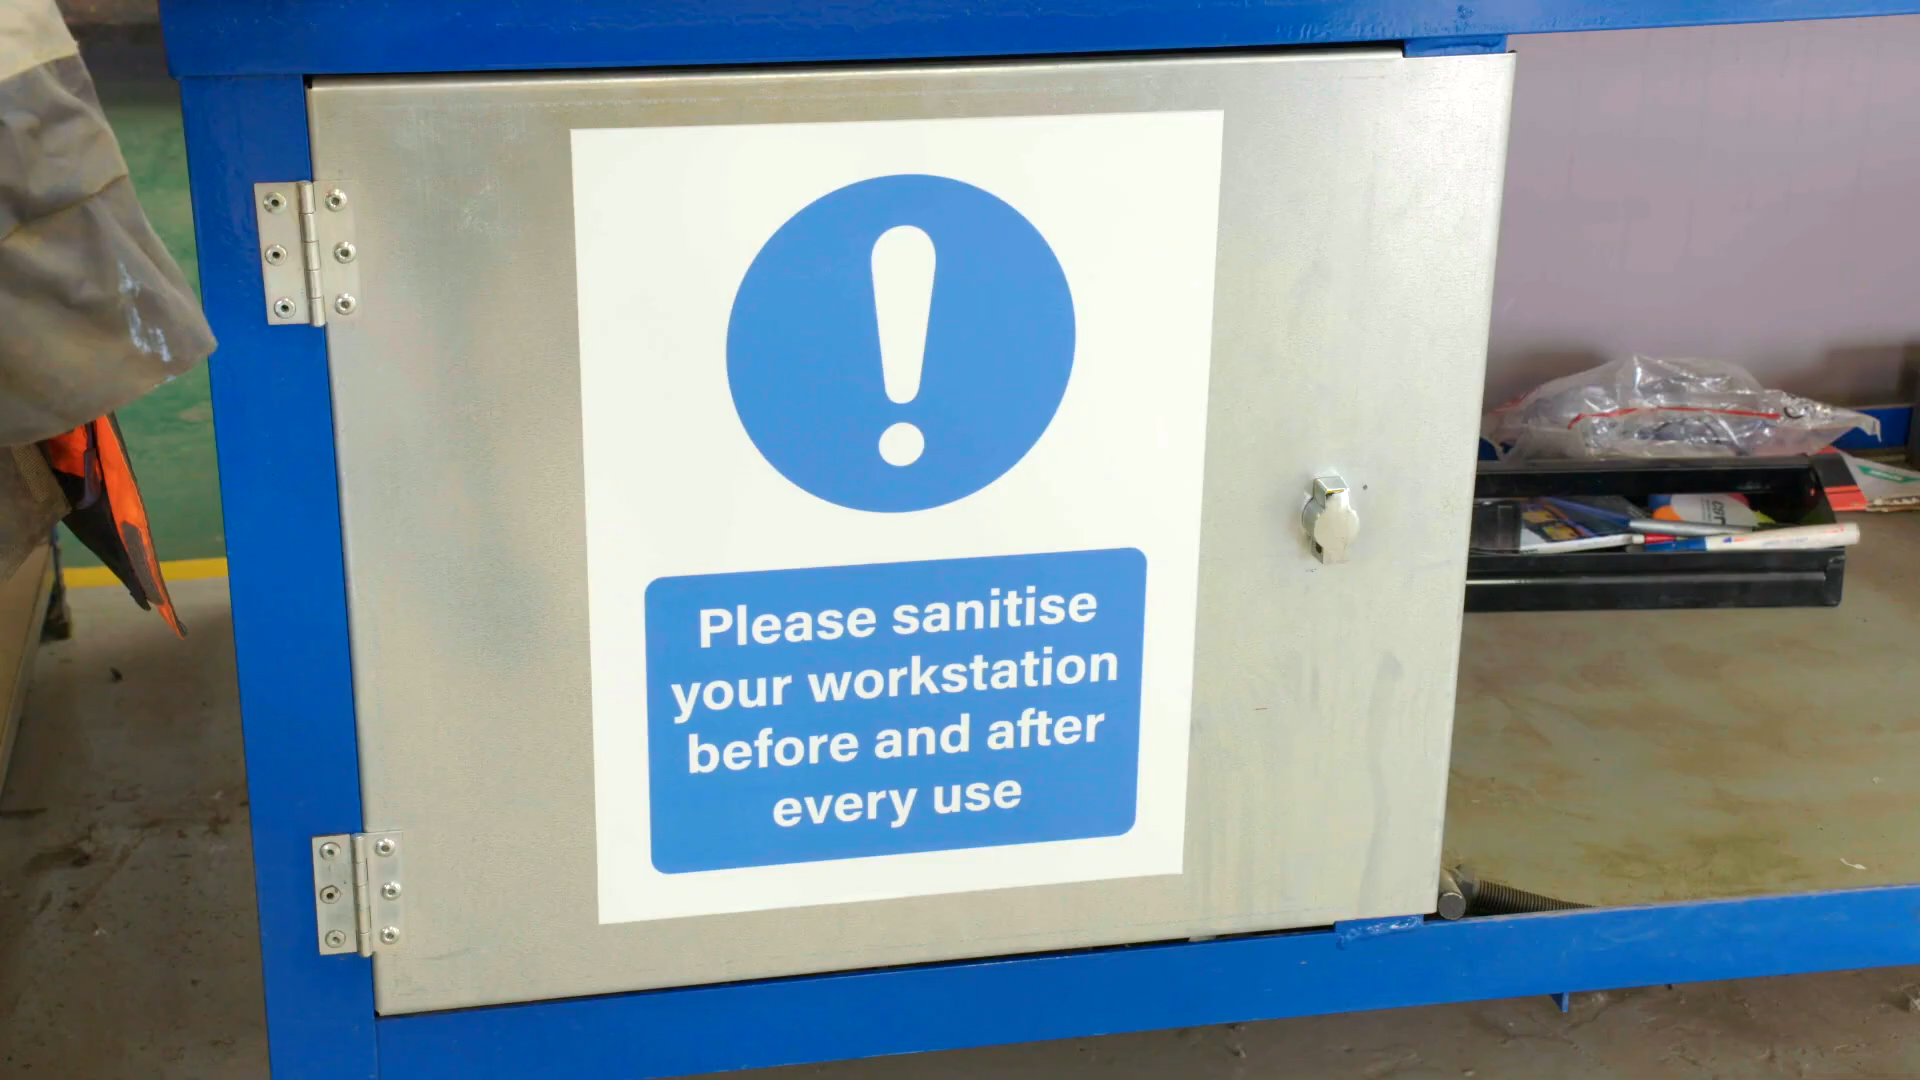 Please sanitise
your workstation
before and after
every use